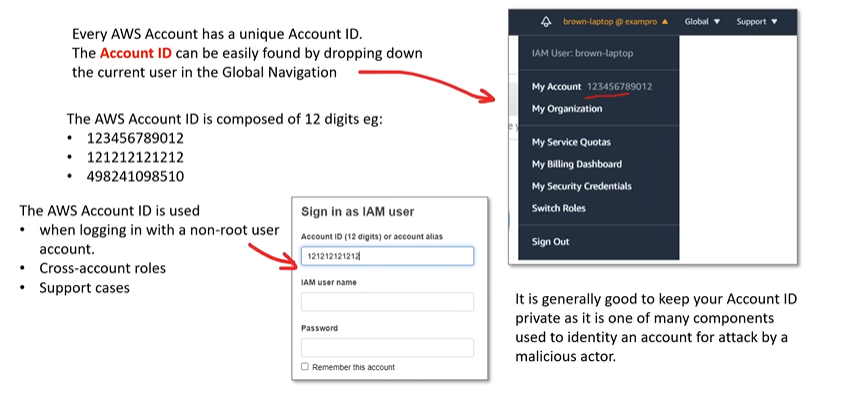 Every AWS Account has a unique Account ID.
The Account ID can be easily found by dropping down
the current user in the Global Navigation
brown-laptop @ exampro
Global
Support
IAM User: brown-laptop
My Account 123456789012
My Organization
My Service Quotas
My Billing Dashboard
My Security Credentials
Switch Roles
Sign Out
The AWS Account ID is composed of 12 digits eg:
• 123456789012
• 121212121212
• 498241098510
The AWS Account ID is used
• when logging in with a non-root user
account.
• Cross-account roles
• Support cases
Sign in as IAM user
Account ID (12 digits) or account alias
121212121212
IAM user name
Password
Remember this account
It is generally good to keep your Account ID
private as it is one of many components
used to identity an account for attack by a
malicious actor.